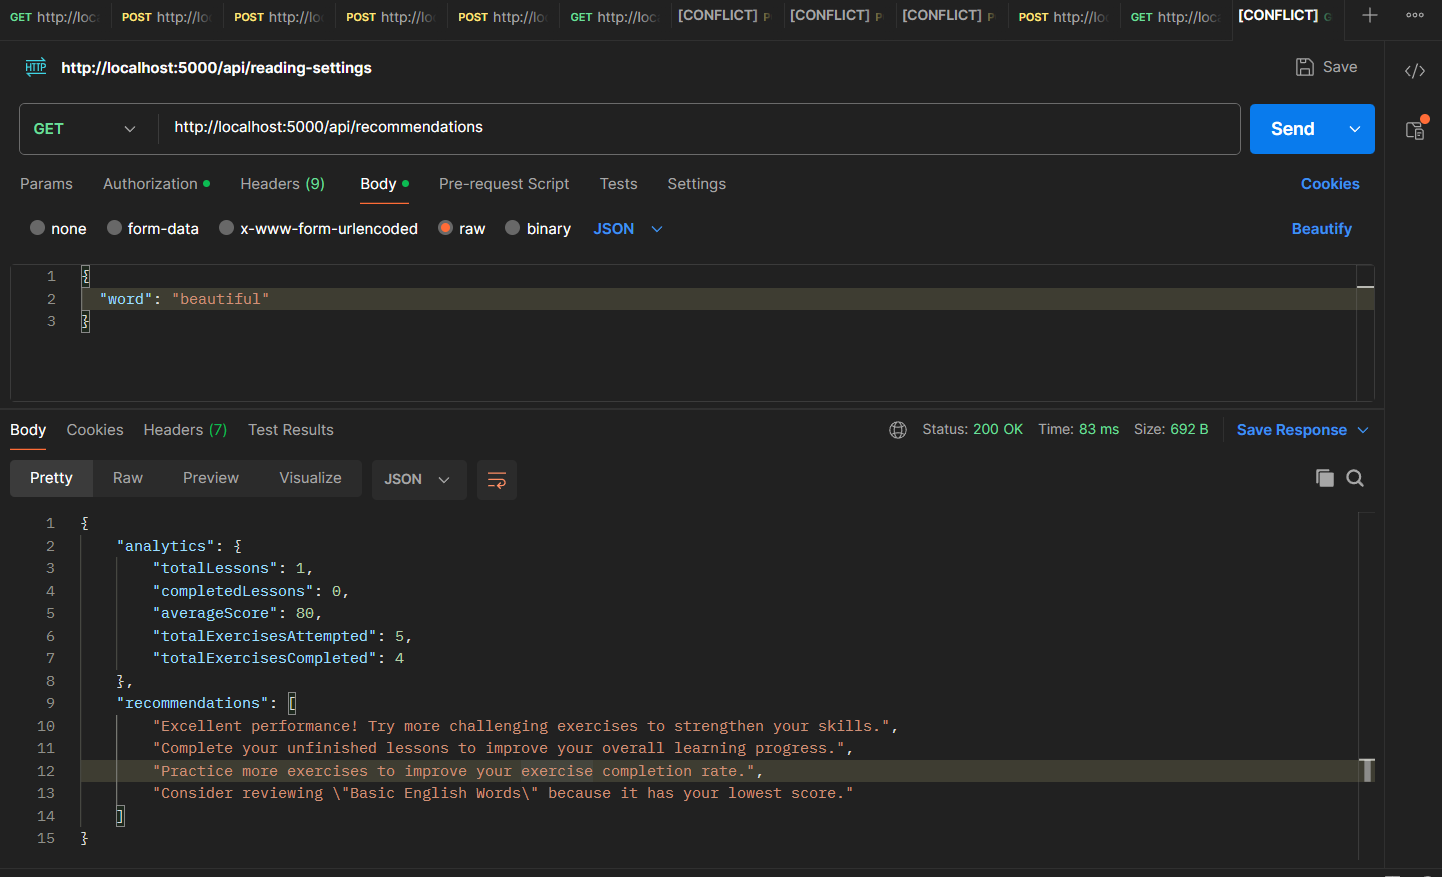 GET http://loc POST http://lo POST http://lo POST http://lo POST http://lo GET http://loc [CONFLICT] P [CONFLICT] P [CONFLICT] P POST http://lo GET http://loc [CONFLICT] G
HTTP http://localhost:5000/api/reading-settings Save
GET http://localhost:5000/api/recommendations Send
Params Authorization Headers (9) Body Pre-request Script Tests Settings Cookies
none form-data x-www-form-urlencoded raw binary JSON Beautify
1 {
2 "word": "beautiful"
3 }
Body Cookies Headers (7) Test Results Status: 200 OK Time: 83 ms Size: 692 B Save Response
Pretty Raw Preview Visualize JSON
1 {
2 "analytics": {
3 "totalLessons": 1,
4 "completedLessons": 0,
5 "averageScore": 80,
6 "totalExercisesAttempted": 5,
7 "totalExercisesCompleted": 4
8 },
9 "recommendations": [
10 "Excellent performance! Try more challenging exercises to strengthen your skills.",
11 "Complete your unfinished lessons to improve your overall learning progress.",
12 "Practice more exercises to improve your exercise completion rate.",
13 "Consider reviewing \"Basic English Words\" because it has your lowest score."
14 ]
15 }